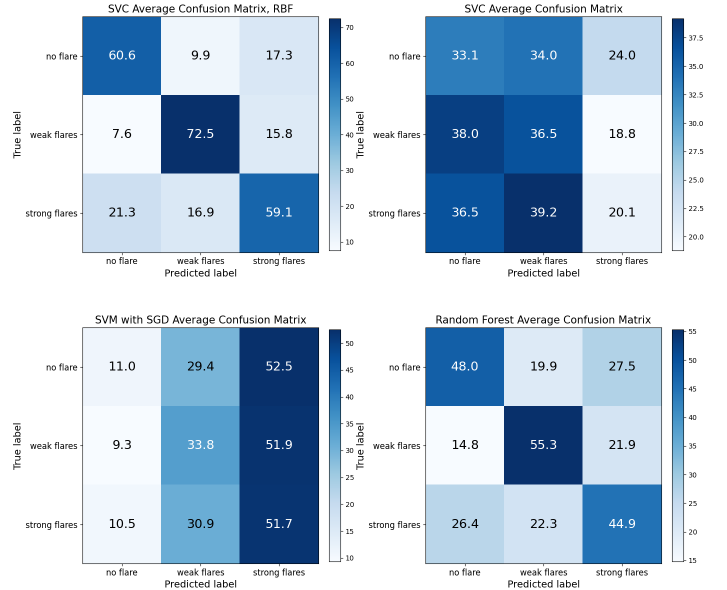 SVC Average Confusion Matrix, RBF
True label
no flare
60.6 9.9 17.3
weak flares
7.6 72.5 15.8
strong flares
21.3 16.9 59.1
no flare weak flares strong flares
Predicted label
70
60
50
40
30
20
10
SVC Average Confusion Matrix
True label
no flare
33.1 34.0 24.0
weak flares
38.0 36.5 18.8
strong flares
36.5 39.2 20.1
no flare weak flares strong flares
Predicted label
37.5
35.0
32.5
30.0
27.5
25.0
22.5
20.0
SVM with SGD Average Confusion Matrix
True label
no flare
11.0 29.4 52.5
weak flares
9.3 33.8 51.9
strong flares
10.5 30.9 51.7
no flare weak flares strong flares
Predicted label
50
45
40
35
30
25
20
15
10
Random Forest Average Confusion Matrix
True label
no flare
48.0 19.9 27.5
weak flares
14.8 55.3 21.9
strong flares
26.4 22.3 44.9
no flare weak flares strong flares
Predicted label
55
50
45
40
35
30
25
20
15